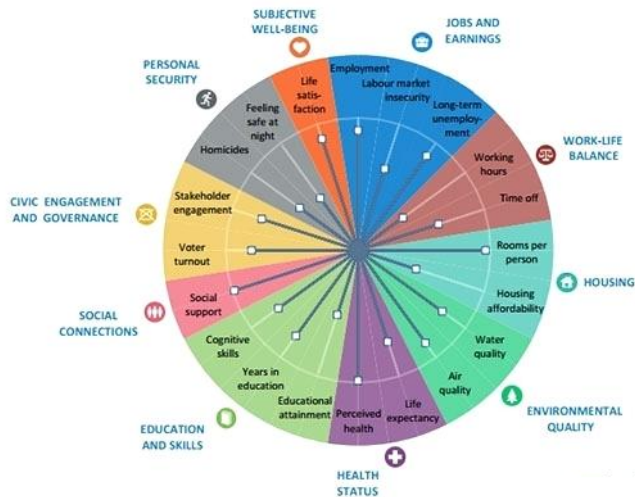 SUBJECTIVE
WELL-BEING
JOBS AND
EARNINGS
PERSONAL
SECURITY
WORK-LIFE
BALANCE
CIVIC ENGAGEMENT
AND GOVERNANCE
HOUSING
SOCIAL
CONNECTIONS
ENVIRONMENTAL
QUALITY
EDUCATION
AND SKILLS
HEALTH
STATUS
Employment
Labour market
insecurity
Long-term
unemploy-
ment
Working
hours
Time off
Rooms per
person
Housing
affordability
Water
quality
Air
quality
Life
expectancy
Perceived
health
Educational
attainment
Years in
education
Cognitive
skills
Social
support
Voter
turnout
Stakeholder
engagement
Homicides
Feeling
safe at
night
Life
satis-
faction